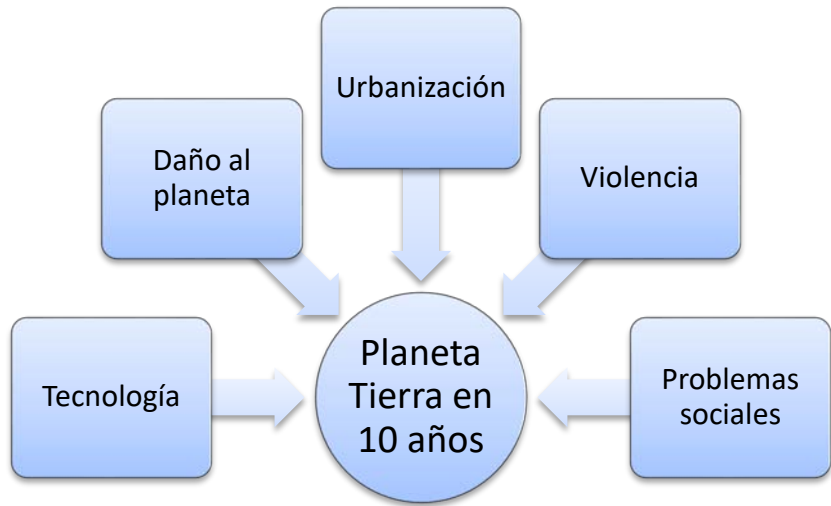 Urbanización
Daño al
planeta
Violencia
Tecnología
Planeta
Tierra en
10 años
Problemas
sociales